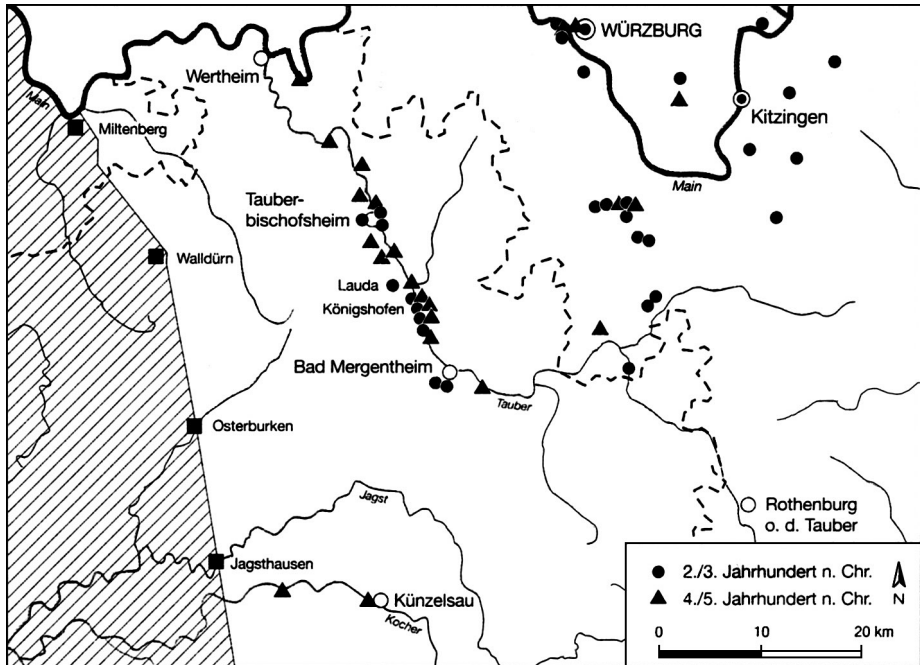 WÜRZBURG
Wertheim
Main
Miltenberg
Kitzingen
Main
Tauber-
bischofsheim
Walldürn
Lauda
Königshofen
Bad Mergentheim
Tauber
Osterburken
Jagst
Rothenburg
o. d. Tauber
Jagsthausen
Künzelsau
Kocher
2./3. Jahrhundert n. Chr.
4./5. Jahrhundert n. Chr.
N
0 10 20 km